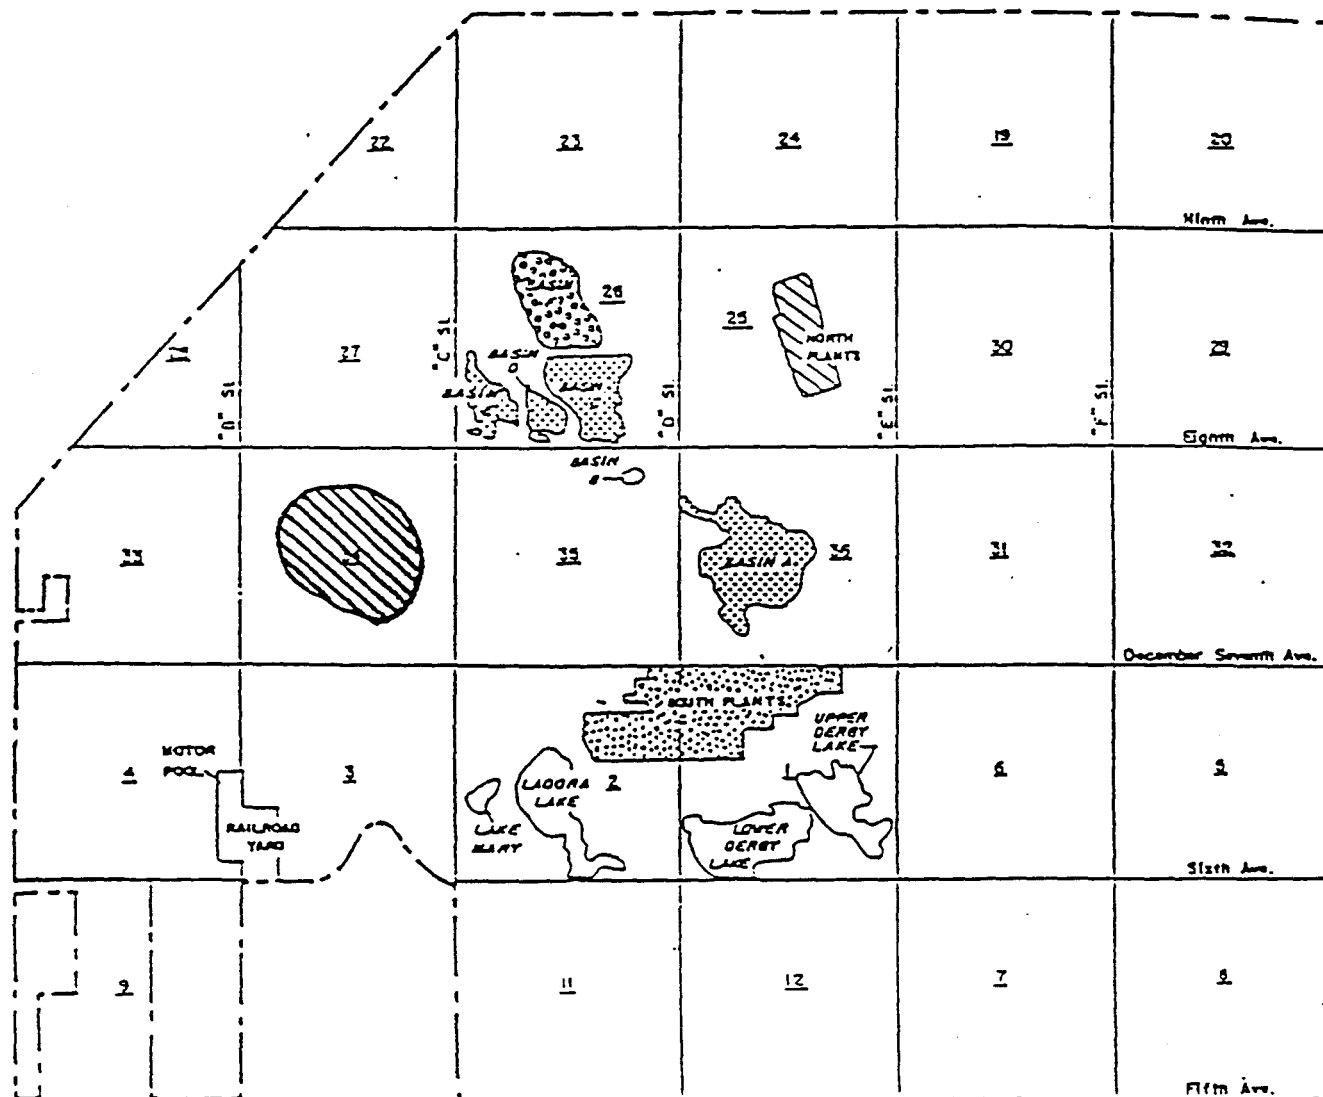 22
23
24
19
20
Ninth Ave.
BASIN
26
25
NORTH
PLANTS
27
30
29
"C" St.
BASIN
D
BASIN
BASIN
"D" St.
"E" St.
"F" St.
Eighth Ave.
BASIN
B
33
35
BASIN A
36
31
32
December Seventh Ave.
SOUTH PLANTS
UPPER
DERBY
LAKE
MOTOR
POOL
4
3
LADORA
LAKE
2
1
6
5
RAILROAD
YARD
LAKE
MARY
LOWER
DERBY
LAKE
Sixth Ave.
9
11
12
7
8
Fifth Ave.